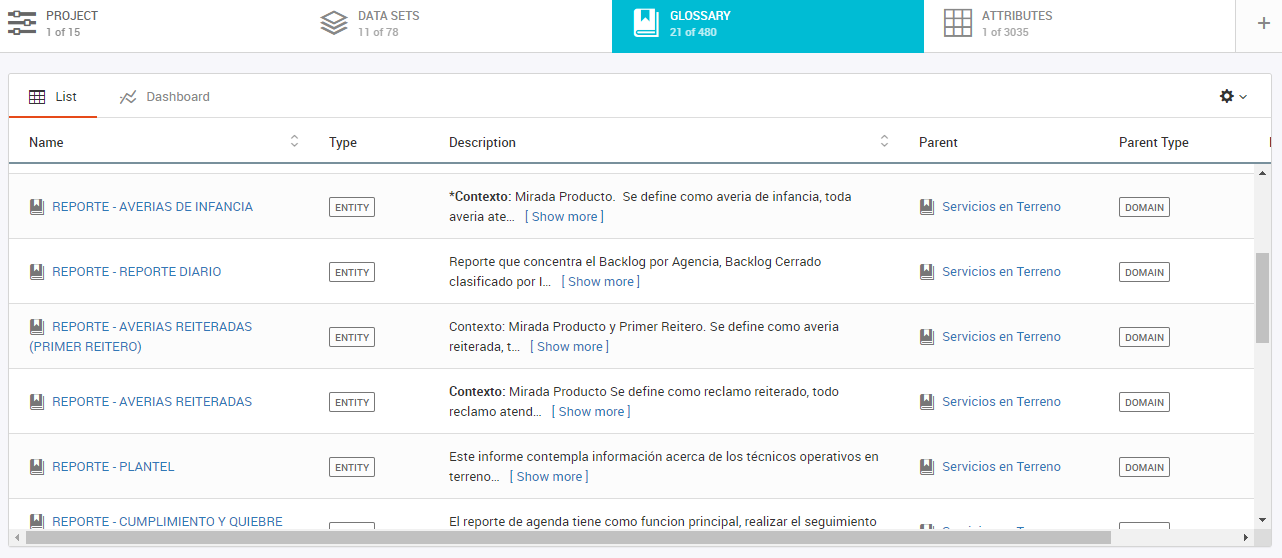 PROJECT
1 of 15
DATA SETS
11 of 78
GLOSSARY
21 of 480
ATTRIBUTES
1 of 3035
+
List
Dashboard
Name
Type
Description
Parent
Parent Type
REPORTE - AVERIAS DE INFANCIA
ENTITY
*Contexto: Mirada Producto.  Se define como averia de infancia, toda
averia ate...   [ Show more ]
Servicios en Terreno
DOMAIN
REPORTE - REPORTE DIARIO
ENTITY
Reporte que concentra el Backlog por Agencia, Backlog Cerrado
clasificado por I...   [ Show more ]
Servicios en Terreno
DOMAIN
REPORTE - AVERIAS REITERADAS
(PRIMER REITERO)
ENTITY
Contexto: Mirada Producto y Primer Reitero. Se define como averia
reiterada, t...   [ Show more ]
Servicios en Terreno
DOMAIN
REPORTE - AVERIAS REITERADAS
ENTITY
Contexto: Mirada Producto Se define como reclamo reiterado, todo
reclamo atend...   [ Show more ]
Servicios en Terreno
DOMAIN
REPORTE - PLANTEL
ENTITY
Este informe contempla información acerca de los técnicos operativos en
terreno...   [ Show more ]
Servicios en Terreno
DOMAIN
REPORTE - CUMPLIMIENTO Y QUIEBRE
El reporte de agenda tiene como funcion principal, realizar el seguimiento
Servicios en Terreno